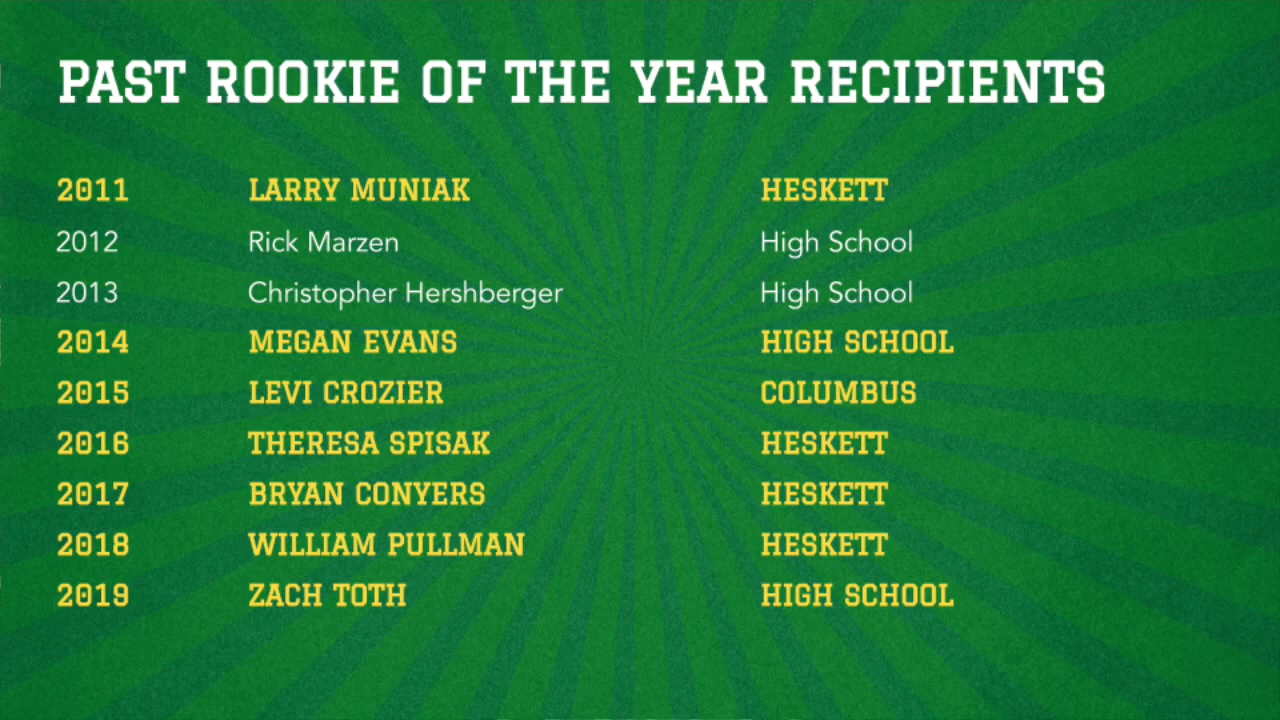 PAST ROOKIE OF THE YEAR RECIPIENTS
2011 LARRY MUNIAK HESKETT
2012 Rick Marzen High School
2013 Christopher Hershberger High School
2014 MEGAN EVANS HIGH SCHOOL
2015 LEVI CROZIER COLUMBUS
2016 THERESA SPISAK HESKETT
2017 BRYAN CONYERS HESKETT
2018 WILLIAM PULLMAN HESKETT
2019 ZACH TOTH HIGH SCHOOL